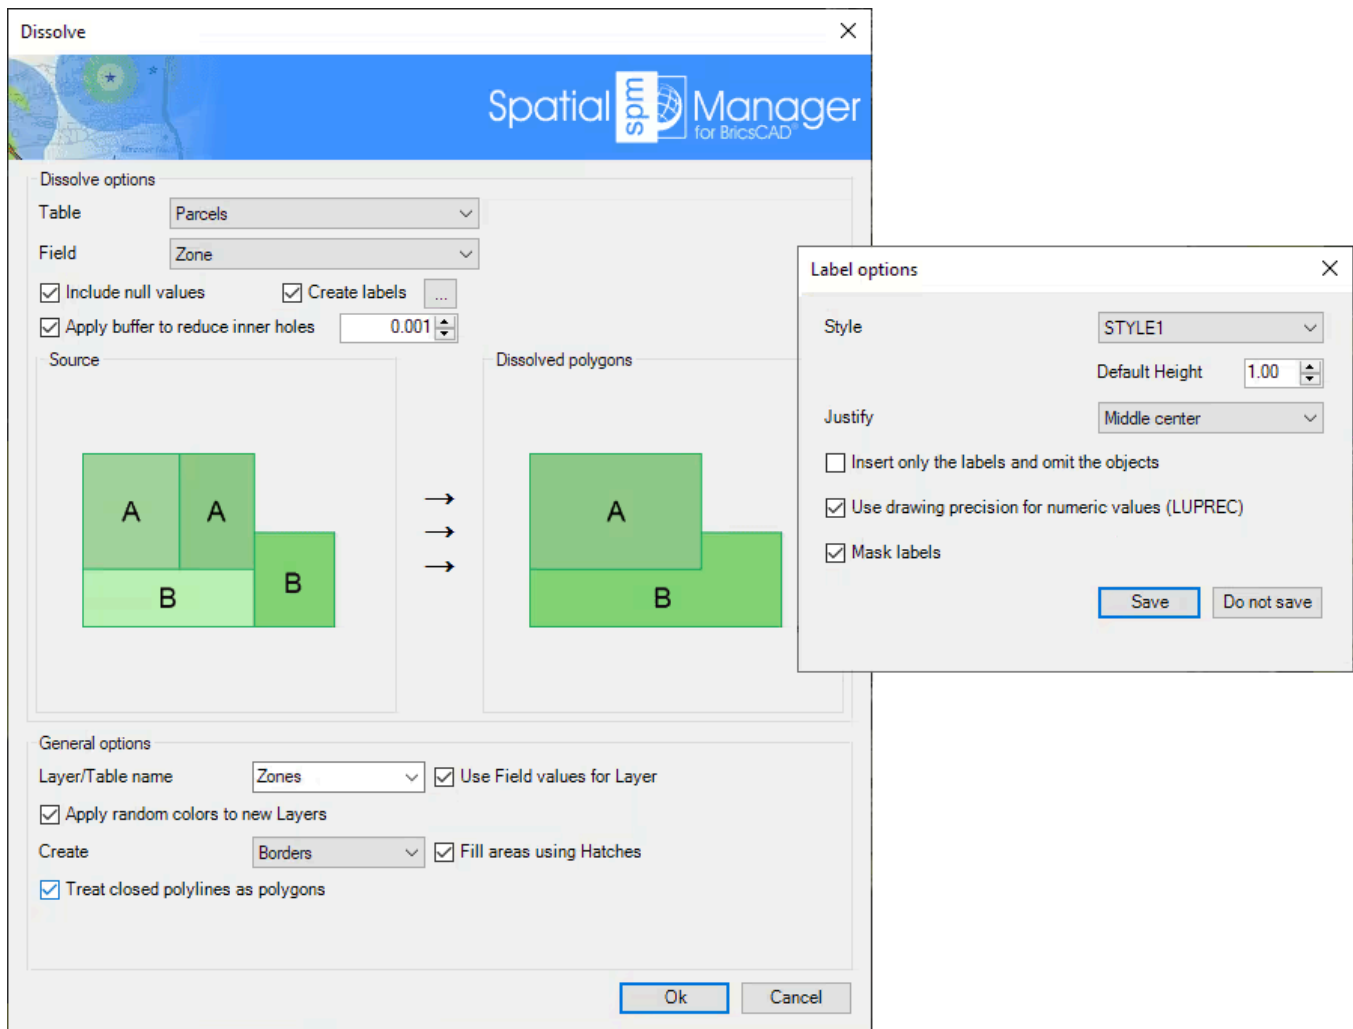 Dissolve
Spatial spm Manager
for BricsCAD®
Dissolve options
Table Parcels
Field Zone
Include null values Create labels ...
Apply buffer to reduce inner holes 0.001
Source Dissolved polygons
A A B B
A B
General options
Layer/Table name Zones Use Field values for Layer
Apply random colors to new Layers
Create Borders Fill areas using Hatches
Treat closed polylines as polygons
Ok Cancel
Label options
Style STYLE1
Default Height 1.00
Justify Middle center
Insert only the labels and omit the objects
Use drawing precision for numeric values (LUPREC)
Mask labels
Save Do not save